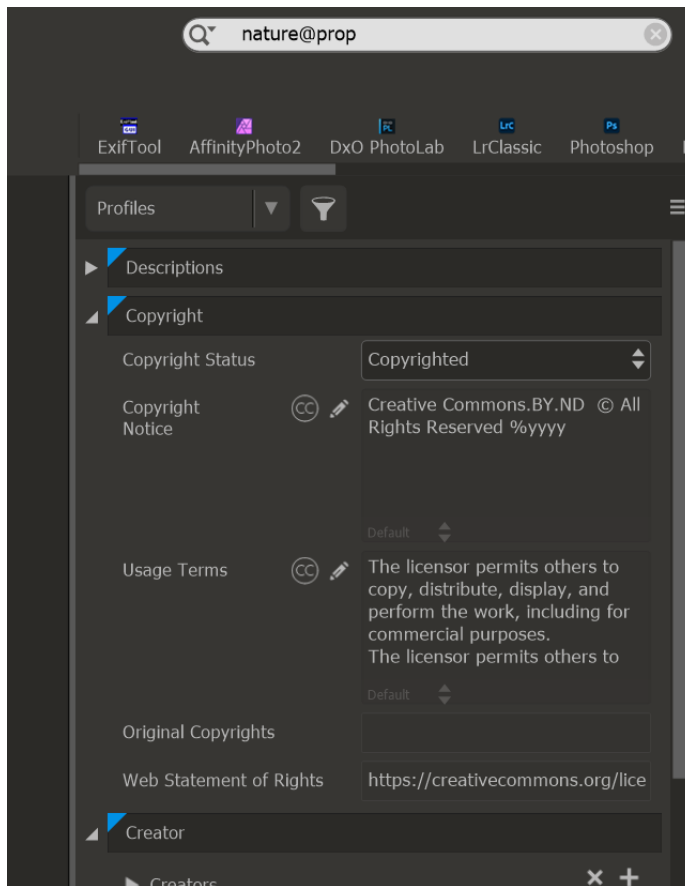 nature@prop
ExifTool AffinityPhoto2 DxO PhotoLab LrClassic Photoshop
Profiles
Descriptions
Copyright
Copyright Status Copyrighted
Copyright Notice CC Creative Commons.BY.ND © All
Rights Reserved %yyyy
Default
Usage Terms CC The licensor permits others to
copy, distribute, display, and
perform the work, including for
commercial purposes.
The licensor permits others to
Default
Original Copyrights
Web Statement of Rights https://creativecommons.org/lice
Creator
Creators